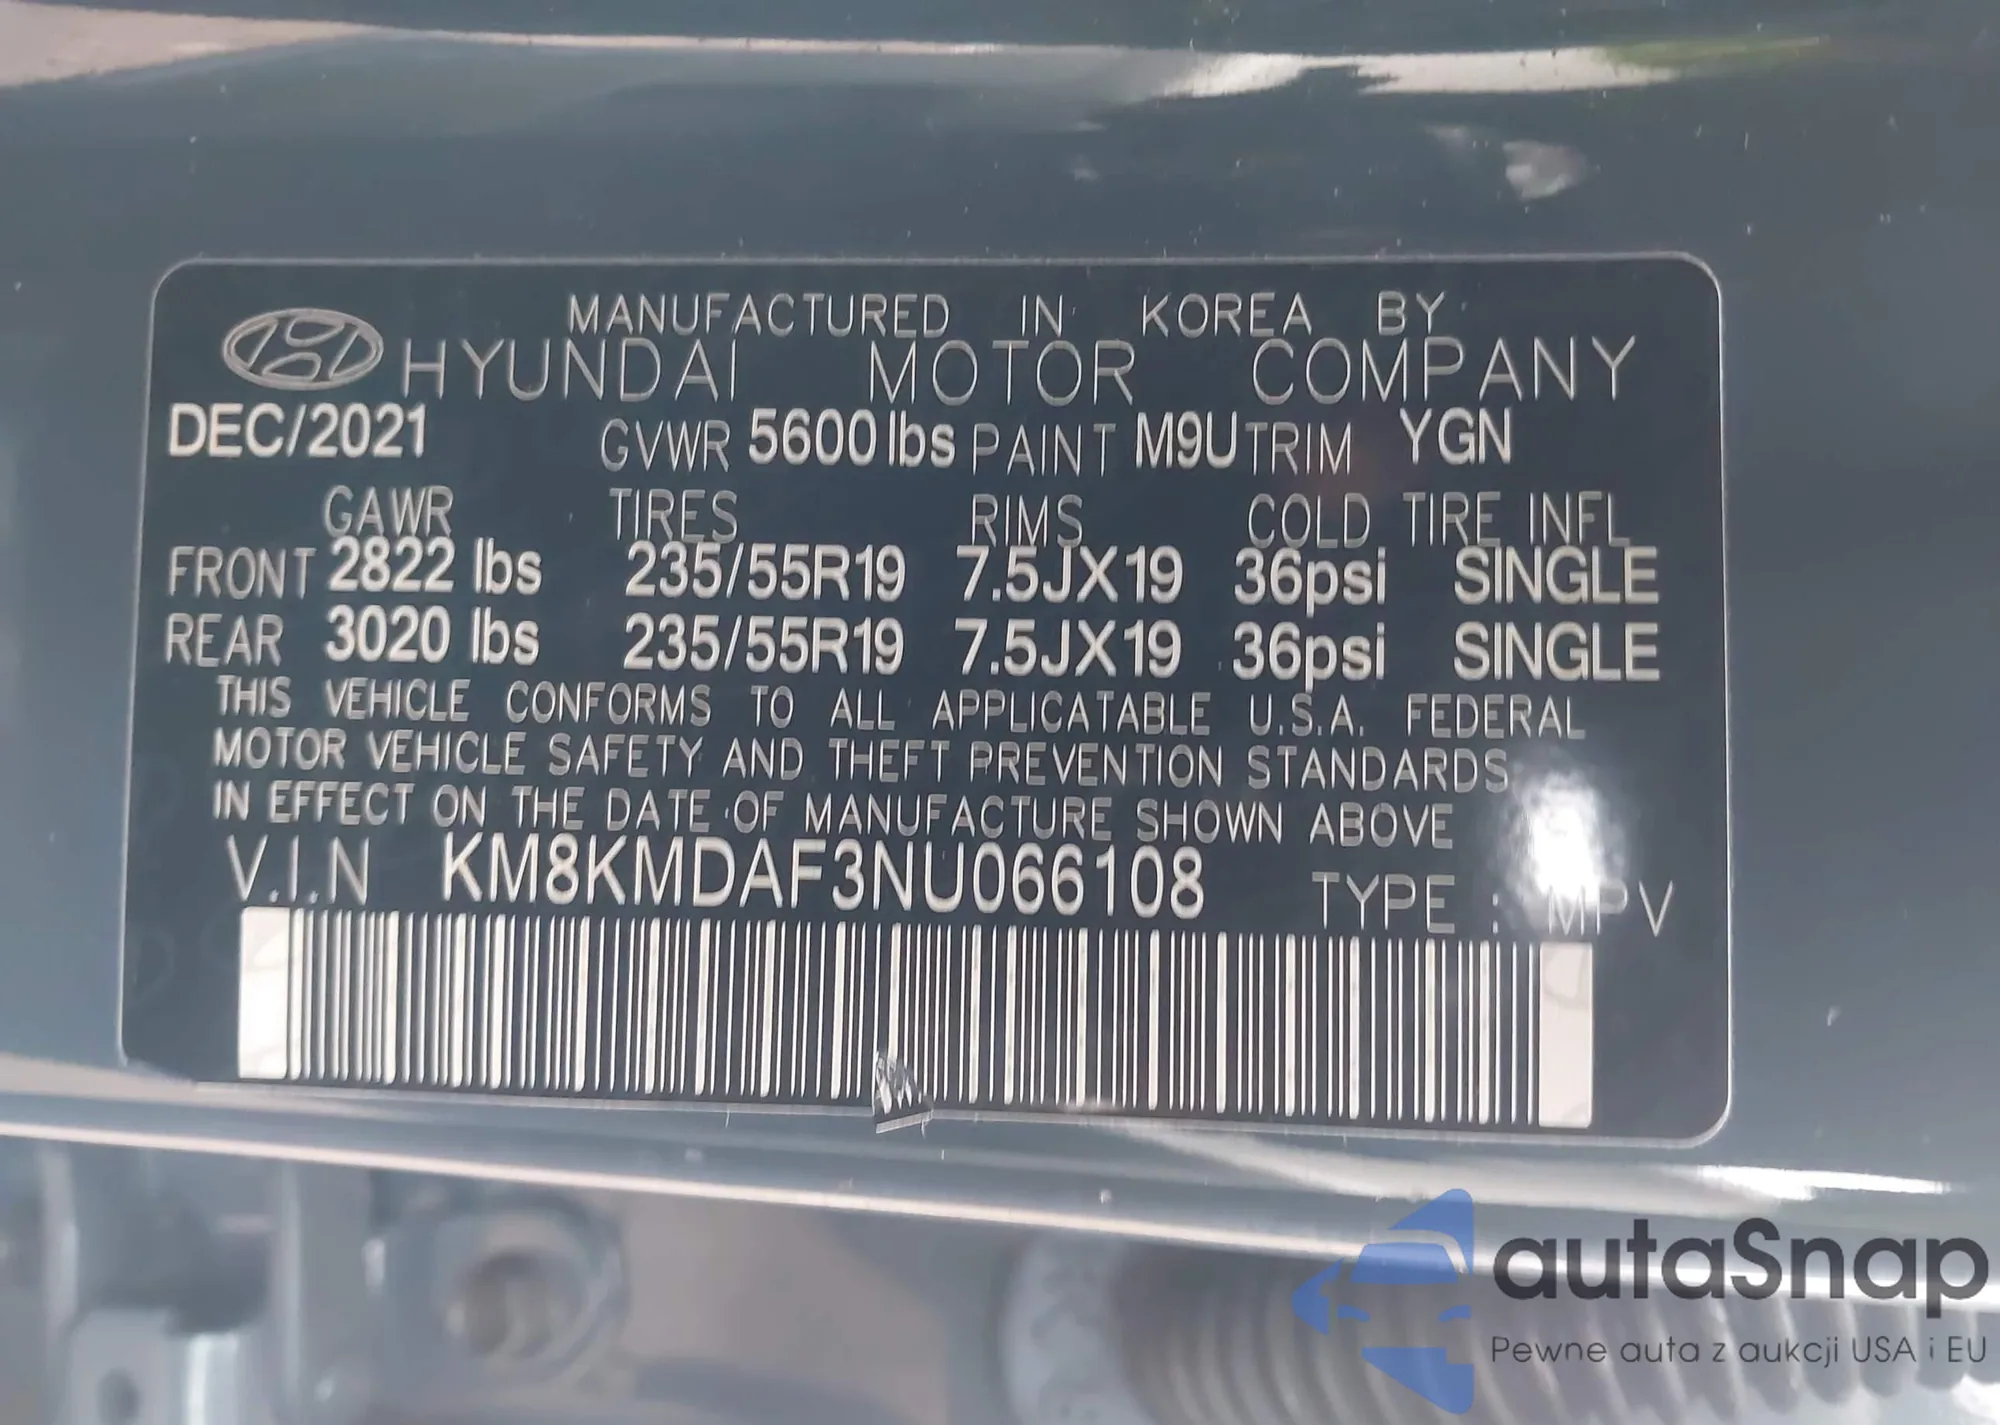 MANUFACTURED IN KOREA BY
HYUNDAI MOTOR COMPANY
DEC/2021 GVWR 5600 lbs PAINT M9U TRIM YGN
GAWR TIRES RIMS COLD TIRE INFL
FRONT 2822 lbs 235/55R19 7.5JX19 36psi SINGLE
REAR 3020 lbs 235/55R19 7.5JX19 36psi SINGLE
THIS VEHICLE CONFORMS TO ALL APPLICATABLE U.S.A. FEDERAL
MOTOR VEHICLE SAFETY AND THEFT PREVENTION STANDARDS
IN EFFECT ON THE DATE OF MANUFACTURE SHOWN ABOVE
V.I.N KM8KMDAF3NU066108 TYPE : MPV
autaSnap
Pewne auta z aukcji USA i EU